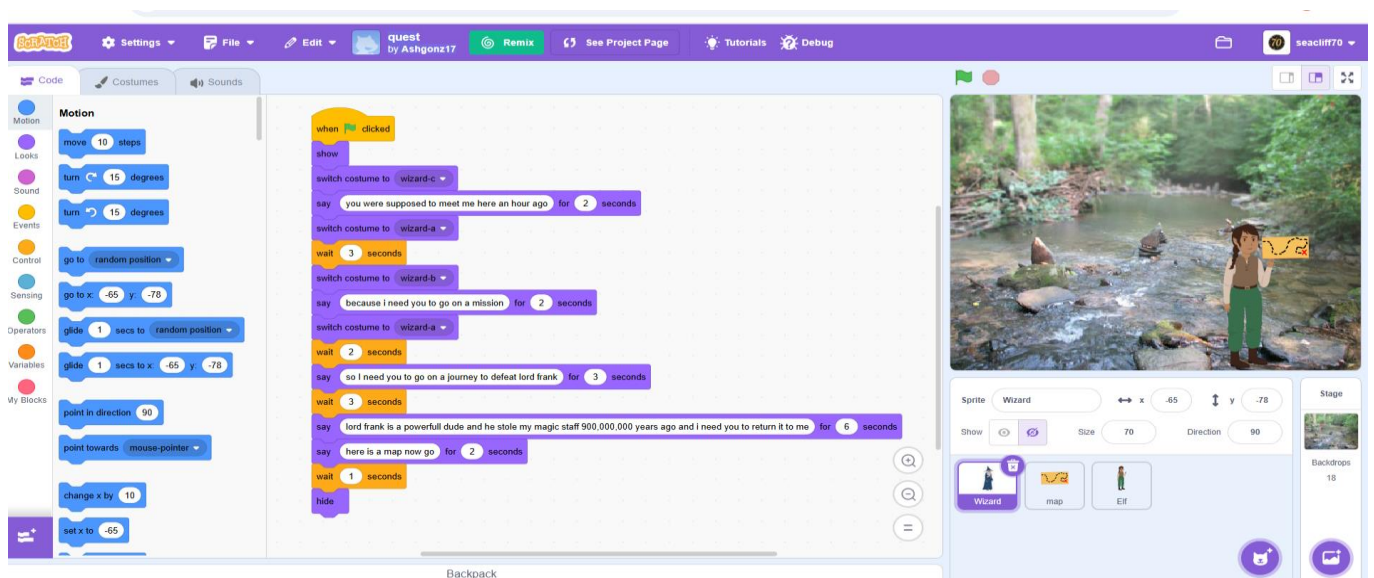 SCRATCH Settings File Edit quest by Ashgonz17 Remix See Project Page Tutorials Debug seacliff70
Code Costumes Sounds
Motion
Looks
Sound
Events
Control
Sensing
Operators
Variables
My Blocks
Motion
move 10 steps
turn 15 degrees
turn 15 degrees
go to random position
go to x: -65 y: -78
glide 1 secs to random position
glide 1 secs to x: -65 y: -78
point in direction 90
point towards mouse-pointer
change x by 10
set x to -65
when clicked
show
switch costume to wizard-c
say you were supposed to meet me here an hour ago for 2 seconds
switch costume to wizard-a
wait 3 seconds
switch costume to wizard-b
say because i need you to go on a mission for 2 seconds
switch costume to wizard-a
wait 2 seconds
say so I need you to go on a journey to defeat lord frank for 3 seconds
wait 3 seconds
say lord frank is a powerfull dude and he stole my magic staff 900,000,000 years ago and i need you to return it to me for 6 seconds
say here is a map now go for 2 seconds
wait 1 seconds
hide
Backpack
Sprite Wizard x -65 y -78
Show Size 70 Direction 90
Wizard map Elf
Stage
Backdrops
18